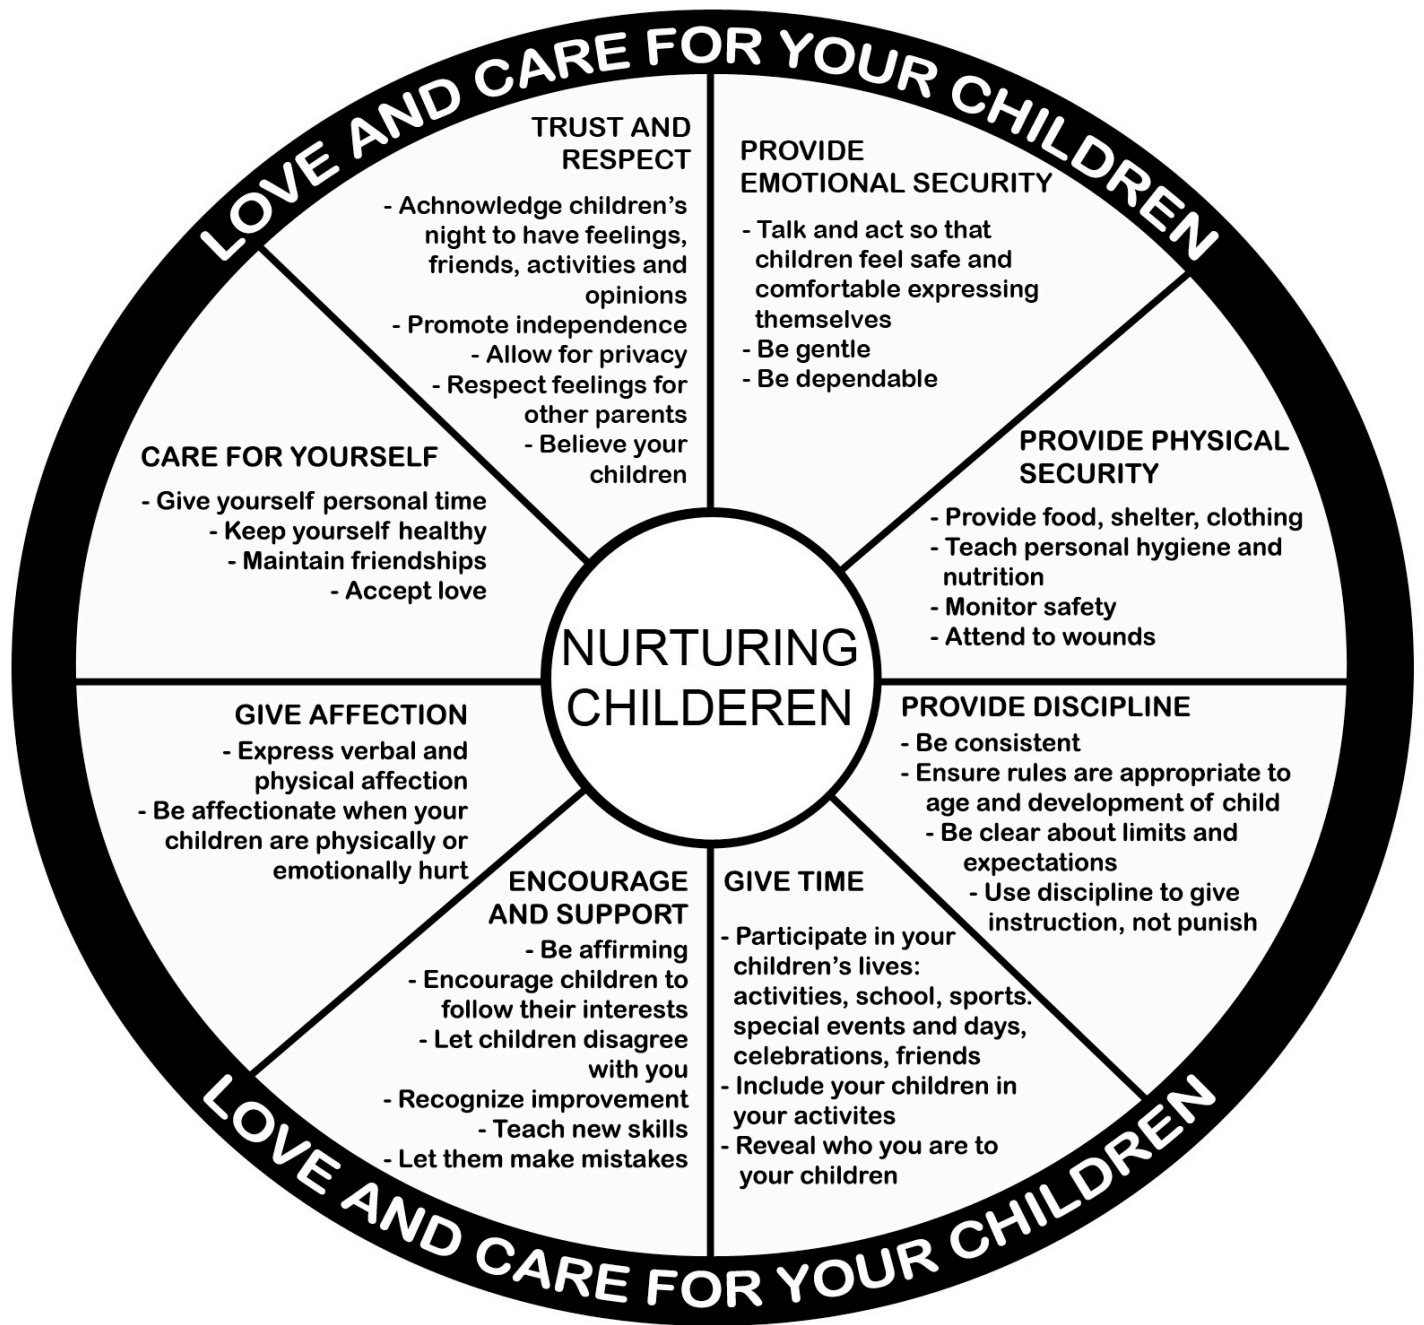 LOVE AND CARE FOR YOUR CHILDREN
TRUST AND
RESPECT
- Achnowledge children's
night to have feelings,
friends, activities and
opinions
- Promote independence
- Allow for privacy
- Respect feelings for
other parents
- Believe your
children
PROVIDE
EMOTIONAL SECURITY
- Talk and act so that
children feel safe and
comfortable expressing
themselves
- Be gentle
- Be dependable
PROVIDE PHYSICAL
SECURITY
- Provide food, shelter, clothing
- Teach personal hygiene and
nutrition
- Monitor safety
- Attend to wounds
PROVIDE DISCIPLINE
- Be consistent
- Ensure rules are appropriate to
age and development of child
- Be clear about limits and
expectations
- Use discipline to give
instruction, not punish
GIVE TIME
- Participate in your
children's lives:
activities, school, sports.
special events and days,
celebrations, friends
- Include your children in
your activites
- Reveal who you are to
your children
ENCOURAGE
AND SUPPORT
- Be affirming
- Encourage children to
follow their interests
- Let children disagree
with you
- Recognize improvement
- Teach new skills
- Let them make mistakes
GIVE AFFECTION
- Express verbal and
physical affection
- Be affectionate when your
children are physically or
emotionally hurt
CARE FOR YOURSELF
- Give yourself personal time
- Keep yourself healthy
- Maintain friendships
- Accept love
NURTURING
CHILDEREN
LOVE AND CARE FOR YOUR CHILDREN